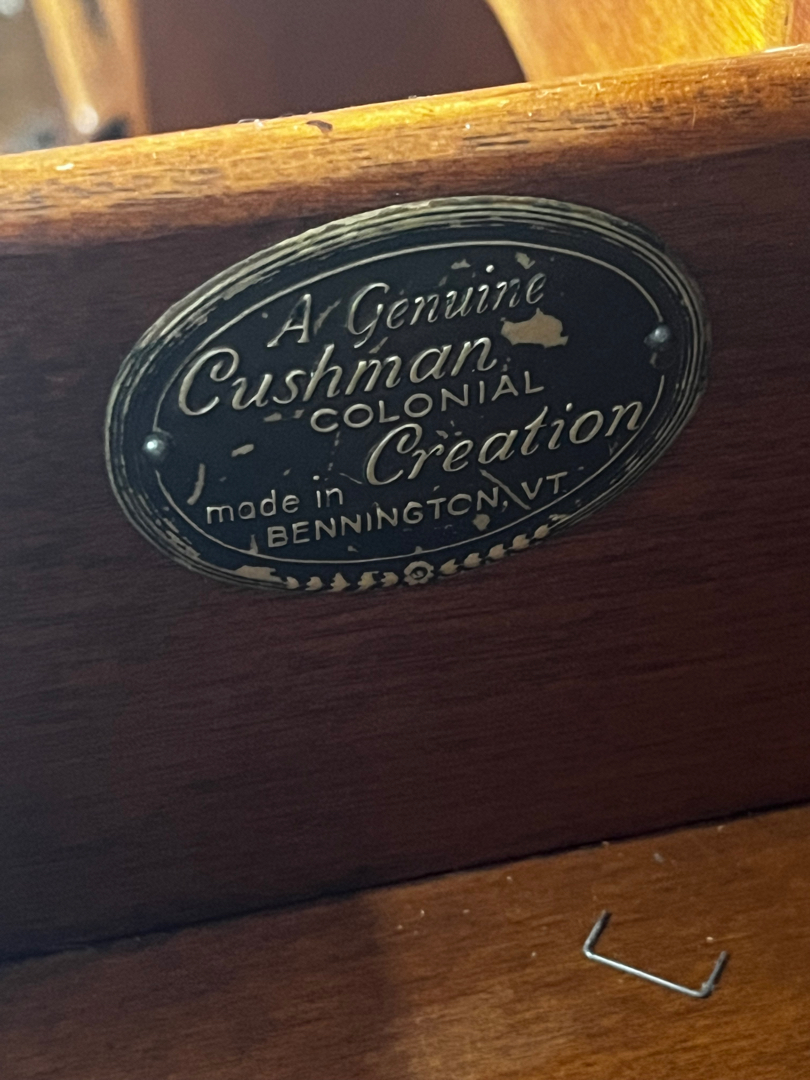 A Genuine
Cushman
COLONIAL
Creation
made in
BENNINGTON, VT